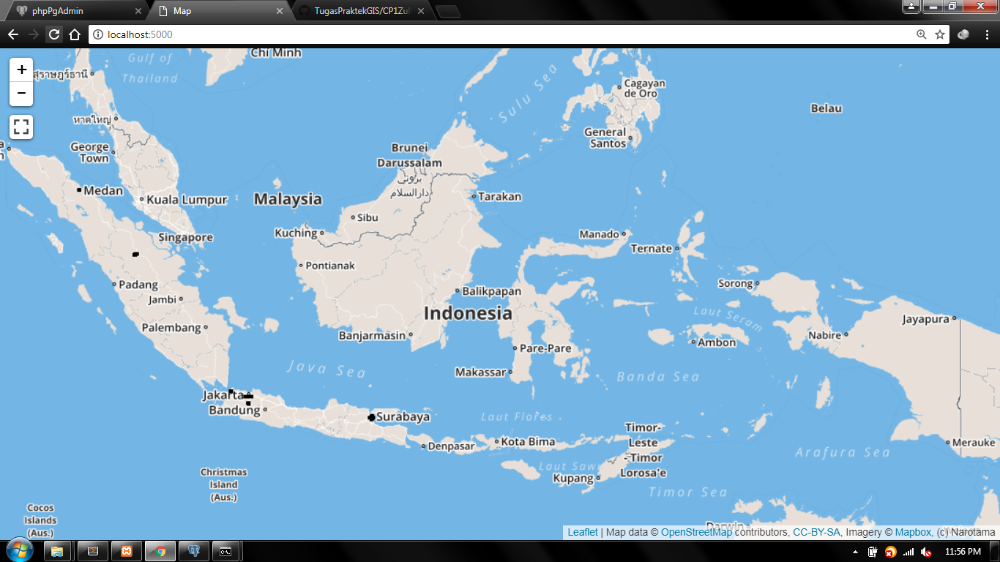 phpPgAdmin
Map
TugasPraktekGIS/CP1Zu
localhost:5000
+
−
Gulf of
Thailand
Chí Minh
สุราษฎร์ธานี
หาดใหญ่
George
Town
Medan
Kuala Lumpur
Malaysia
Singapore
Padang
Jambi
Palembang
Brunei
Darussalam
بروني
دارالسلام
Sibu
Kuching
Pontianak
Tarakan
Balikpapan
Indonesia
Banjarmasin
Sulu Sea
Cagayan
de Oro
General
Santos
Belau
Manado
Ternate
Sorong
Laut Seram
Ambon
Nabire
Jayapura
Pare-Pare
Makassar
Java Sea
Banda Sea
Jakarta
Bandung
Surabaya
Denpasar
Laut Flores
Kota Bima
Laut Sawu
Kupang
Timor-
Leste
- Timor
Lorosa'e
Arafura Sea
Merauke
Timor Sea
Darwin
Christmas
Island
(Aus.)
Cocos
Islands
(Aus.)
Leaflet | Map data © OpenStreetMap contributors, CC-BY-SA, Imagery © Mapbox, (c) Narotama
11:56 PM